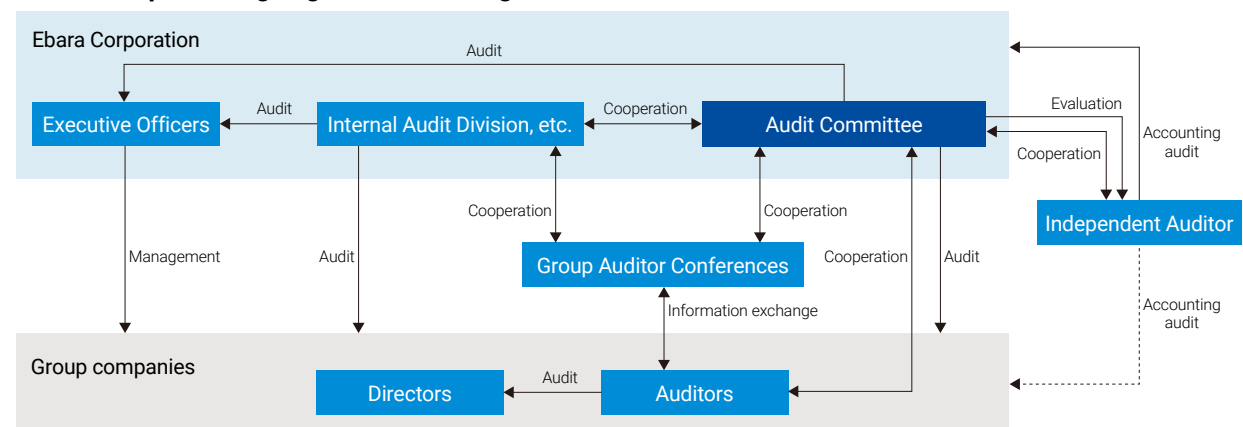 Ebara Corporation
Audit
Executive Officers
Audit
Internal Audit Division, etc.
Cooperation
Audit Committee
Evaluation
Cooperation
Accounting
audit
Independent Auditor
Cooperation
Cooperation
Management
Audit
Group Auditor Conferences
Cooperation
Audit
Information exchange
Accounting
audit
Group companies
Directors
Audit
Auditors